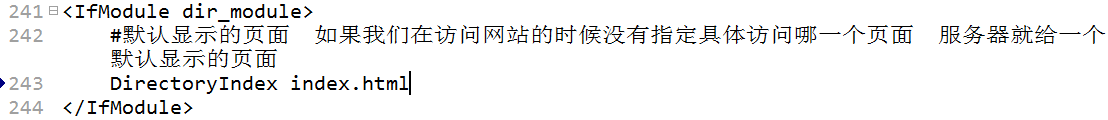 241 <IfModule dir_module>
242 #默认显示的页面 如果我们在访问网站的时候没有指定具体访问哪一个页面 服务器就给一个
默认显示的页面
243 DirectoryIndex index.html
244 </IfModule>